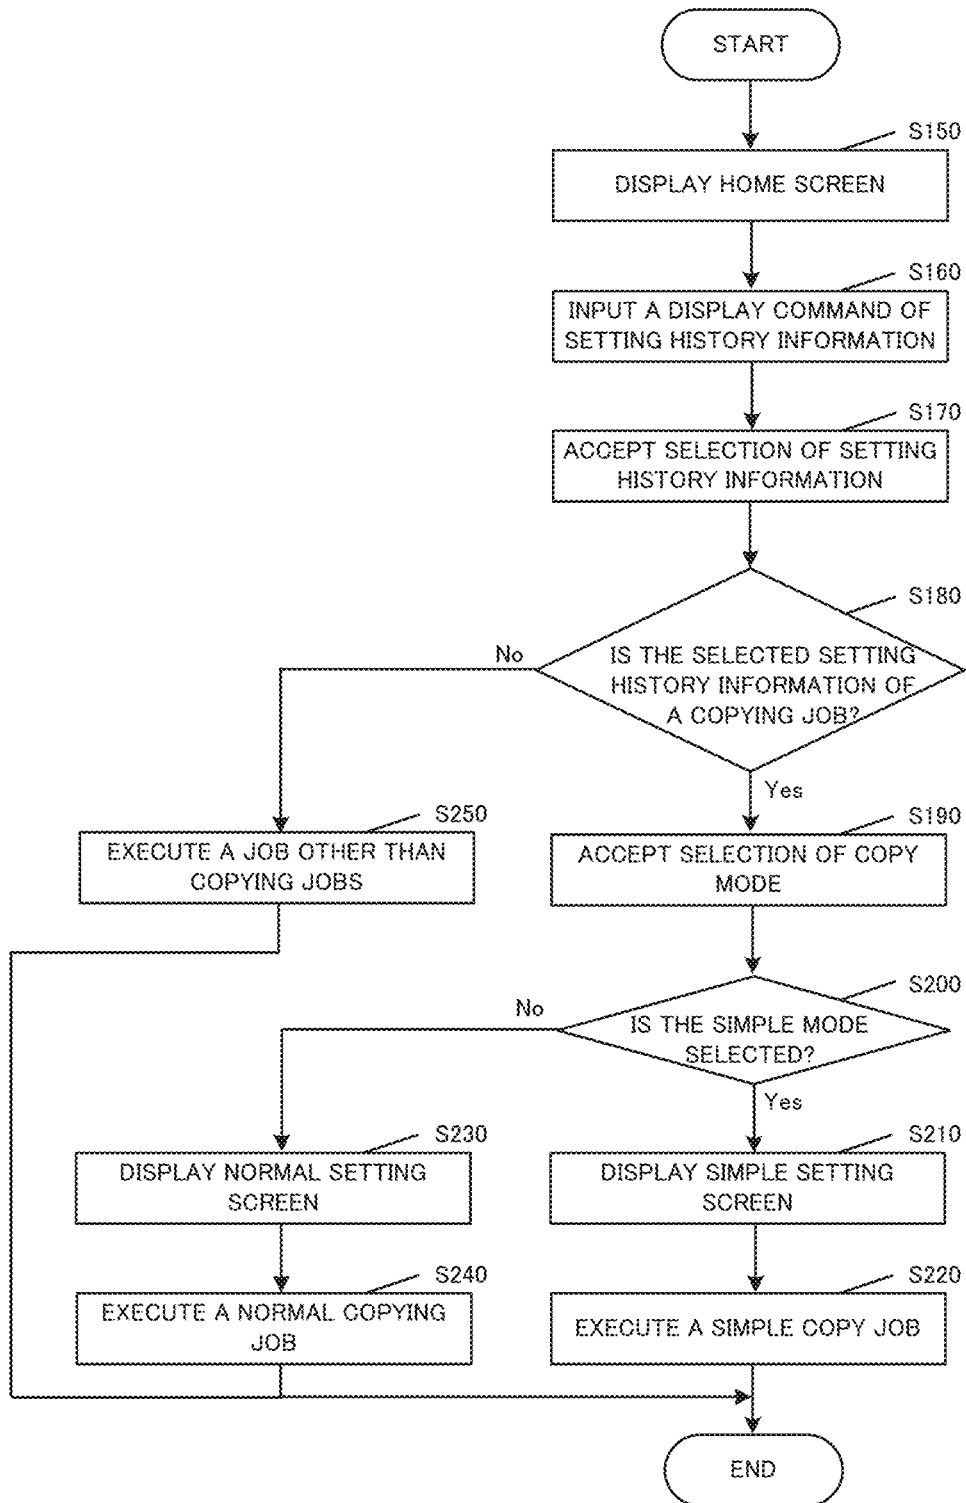 START
S150
DISPLAY HOME SCREEN
S160
INPUT A DISPLAY COMMAND OF
SETTING HISTORY INFORMATION
S170
ACCEPT SELECTION OF SETTING
HISTORY INFORMATION
S180
No
IS THE SELECTED SETTING
HISTORY INFORMATION OF
A COPYING JOB?
Yes
S250
EXECUTE A JOB OTHER THAN
COPYING JOBS
S190
ACCEPT SELECTION OF COPY
MODE
S200
No
IS THE SIMPLE MODE
SELECTED?
Yes
S230
DISPLAY NORMAL SETTING
SCREEN
S210
DISPLAY SIMPLE SETTING
SCREEN
S240
EXECUTE A NORMAL COPYING
JOB
S220
EXECUTE A SIMPLE COPY JOB
END